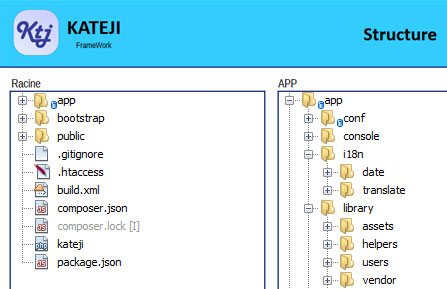 Ktj
KATEJI
FrameWork
Structure
Racine
app
bootstrap
public
.gitignore
.htaccess
build.xml
composer.json
composer.lock [I]
kateji
package.json
APP
app
conf
console
i18n
date
translate
library
assets
helpers
users
vendor